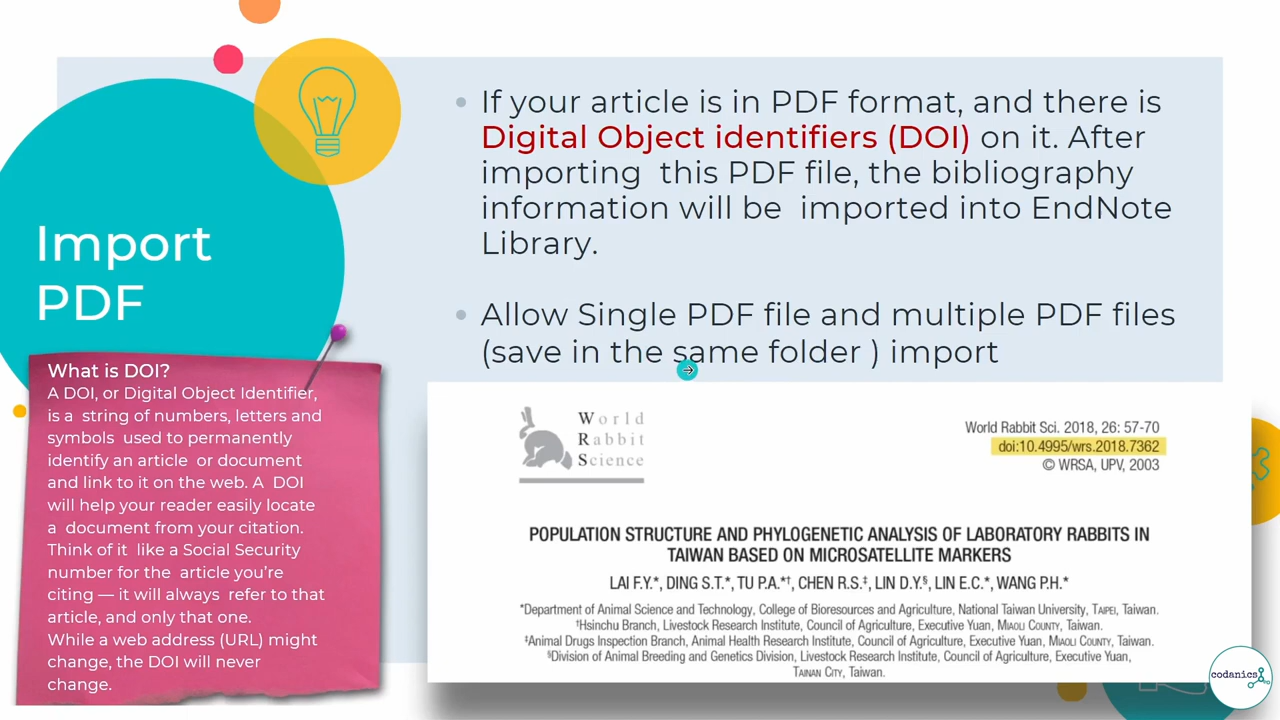 Import
PDF
If your article is in PDF format, and there is
Digital Object identifiers (DOI) on it. After
importing this PDF file, the bibliography
information will be imported into EndNote
Library.
Allow Single PDF file and multiple PDF files
(save in the same folder ) import
What is DOI?
A DOI, or Digital Object Identifier,
is a string of numbers, letters and
symbols used to permanently
identify an article or document
and link to it on the web. A DOI
will help your reader easily locate
a document from your citation.
Think of it like a Social Security
number for the article you’re
citing — it will always refer to that
article, and only that one.
While a web address (URL) might
change, the DOI will never
change.
World
Rabbit
Science
World Rabbit Sci. 2018, 26: 57-70
doi:10.4995/wrs.2018.7362
© WRSA, UPV, 2003
POPULATION STRUCTURE AND PHYLOGENETIC ANALYSIS OF LABORATORY RABBITS IN
TAIWAN BASED ON MICROSATELLITE MARKERS
LAI F.Y.*, DING S.T.*, TU P.A.*†, CHEN R.S.‡, LIN D.Y.§, LIN E.C.*, WANG P.H.*
*Department of Animal Science and Technology, College of Bioresources and Agriculture, National Taiwan University, TAIPEI, Taiwan.
†Hsinchu Branch, Livestock Research Institute, Council of Agriculture, Executive Yuan, MIAOLI COUNTY, Taiwan.
‡Animal Drugs Inspection Branch, Animal Health Research Institute, Council of Agriculture, Executive Yuan, MIAOLI COUNTY, Taiwan.
§Division of Animal Breeding and Genetics Division, Livestock Research Institute, Council of Agriculture, Executive Yuan,
TAINAN CITY, Taiwan.
codanics